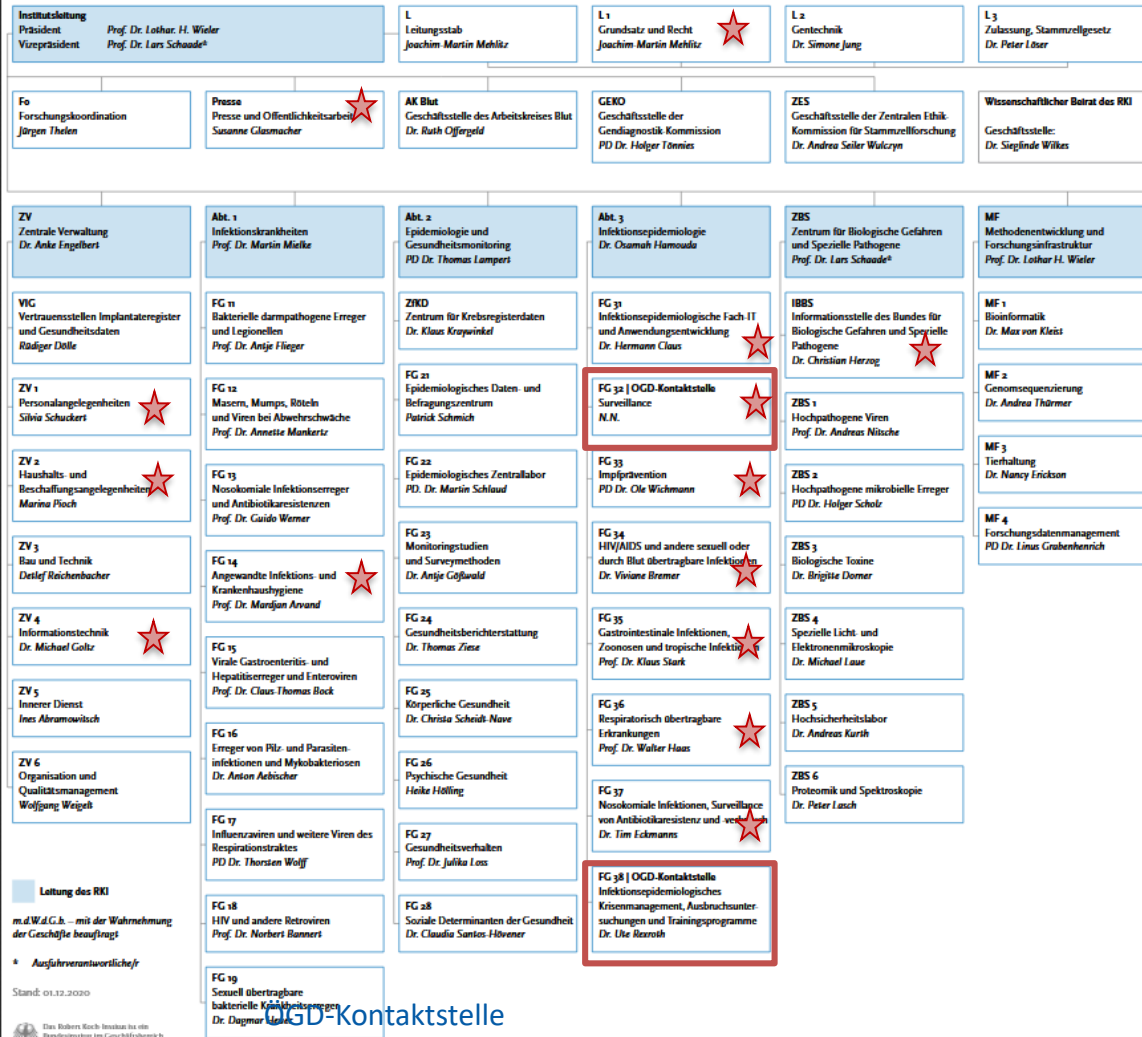 Institutsleitung
Präsident Prof. Dr. Lothar. H. Wieler
Vizepräsident Prof. Dr. Lars Schaade*
L
Leitungsstab
Joachim-Martin Mehlitz
L 1
Grundsatz und Recht
Joachim-Martin Mehlitz
L 2
Gentechnik
Dr. Simone Jung
L 3
Zulassung, Stammzellgesetz
Dr. Peter Löser
Fo
Forschungskoordination
Jürgen Thelen
Presse
Presse und Öffentlichkeitsarbeit
Susanne Glasmacher
AK Blut
Geschäftsstelle des Arbeitskreises Blut
Dr. Ruth Offergeld
GEKO
Geschäftsstelle der
Gendiagnostik-Kommission
PD Dr. Holger Tönnies
ZES
Geschäftsstelle der Zentralen Ethik-
Kommission für Stammzellforschung
Dr. Andrea Seiler Wulczyn
Wissenschaftlicher Beirat des RKI
Geschäftsstelle:
Dr. Sieglinde Wilkes
ZV
Zentrale Verwaltung
Dr. Anke Engelbert
VIG
Vertrauensstellen Implantateregister
und Gesundheitsdaten
Rüdiger Dölle
ZV 1
Personalangelegenheiten
Silvia Schuckert
ZV 2
Haushalts- und
Beschaffungsangelegenheiten
Marina Pioch
ZV 3
Bau und Technik
Detlef Reichenbacher
ZV 4
Informationstechnik
Dr. Michael Goltz
ZV 5
Innerer Dienst
Ines Abramowitsch
ZV 6
Organisation und
Qualitätsmanagement
Wolfgang Weigelt
Abt. 1
Infektionskrankheiten
Prof. Dr. Martin Mielke
FG 11
Bakterielle darmpathogene Erreger
und Legionellen
Prof. Dr. Antje Flieger
FG 12
Masern, Mumps, Röteln
und Viren bei Abwehrschwäche
Prof. Dr. Annette Mankertz
FG 13
Nosokomiale Infektionserreger
und Antibiotikaresistenzen
Prof. Dr. Guido Werner
FG 14
Angewandte Infektions- und
Krankenhaushygiene
Prof. Dr. Mardjan Arvand
FG 15
Virale Gastroenteritis- und
Hepatitiserreger und Enteroviren
Prof. Dr. Claus-Thomas Bock
FG 16
Erreger von Pilz- und Parasiten-
infektionen und Mykobakteriosen
Dr. Anton Aebischer
FG 17
Influenzaviren und weitere Viren des
Respirationstraktes
PD Dr. Thorsten Wolff
FG 18
HIV und andere Retroviren
Prof. Dr. Norbert Bannert
FG 19
Sexuell übertragbare
bakterielle Krankheitserreger
Dr. Dagmar
Abt. 2
Epidemiologie und
Gesundheitsmonitoring
PD Dr. Thomas Lampert
ZfKD
Zentrum für Krebsregisterdaten
Dr. Klaus Kraywinkel
FG 21
Epidemiologisches Daten- und
Befragungszentrum
Patrick Schmich
FG 22
Epidemiologisches Zentrallabor
PD. Dr. Martin Schlaud
FG 23
Monitoringstudien
und Surveymethoden
Dr. Antje Gößwald
FG 24
Gesundheitsberichterstattung
Dr. Thomas Ziese
FG 25
Körperliche Gesundheit
Dr. Christa Scheidt-Nave
FG 26
Psychische Gesundheit
Heike Hölling
FG 27
Gesundheitsverhalten
Prof. Dr. Julika Loss
FG 28
Soziale Determinanten der Gesundheit
Dr. Claudia Santos-Hövener
Abt. 3
Infektionsepidemiologie
Dr. Osamah Hamouda
FG 31
Infektionsepidemiologische Fach-IT
und Anwendungsentwicklung
Dr. Hermann Claus
FG 32 | ÖGD-Kontaktstelle
Surveillance
N.N.
FG 33
Impfprävention
PD Dr. Ole Wichmann
FG 34
HIV/AIDS und andere sexuell oder
durch Blut übertragbare Infektionen
Dr. Viviane Bremer
FG 35
Gastrointestinale Infektionen,
Zoonosen und tropische Infektionen
Prof. Dr. Klaus Stark
FG 36
Respiratorisch übertragbare
Erkrankungen
Prof. Dr. Walter Haas
FG 37
Nosokomiale Infektionen, Surveillance
von Antibiotikaresistenz und -verbrauch
Dr. Tim Eckmanns
FG 38 | ÖGD-Kontaktstelle
Infektionsepidemiologisches
Krisenmanagement, Ausbruchsunter-
suchungen und Trainingsprogramme
Dr. Ute Rexroth
ZBS
Zentrum für Biologische Gefahren
und Spezielle Pathogene
Prof. Dr. Lars Schaade*
IBBS
Informationsstelle des Bundes für
Biologische Gefahren und Spezielle
Pathogene
Dr. Christian Herzog
ZBS 1
Hochpathogene Viren
Prof. Dr. Andreas Nitsche
ZBS 2
Hochpathogene mikrobielle Erreger
PD Dr. Holger Scholz
ZBS 3
Biologische Toxine
Dr. Brigitte Dorner
ZBS 4
Spezielle Licht- und
Elektronenmikroskopie
Dr. Michael Laue
ZBS 5
Hochsicherheitslabor
Dr. Andreas Kurth
ZBS 6
Proteomik und Spektroskopie
Dr. Peter Lasch
MF
Methodenentwicklung und
Forschungsinfrastruktur
Prof. Dr. Lothar H. Wieler
MF 1
Bioinformatik
Dr. Max von Kleist
MF 2
Genomsequenzierung
Dr. Andrea Thürmer
MF 3
Tierhaltung
Dr. Nancy Erickson
MF 4
Forschungsdatenmanagement
PD Dr. Linus Grabenhenrich
Leitung des RKI
m.d.W.d.G.b. – mit der Wahrnehmung
der Geschäfte beauftragt
* Ausfuhrverantwortliche/r
Stand: 01.12.2020
Das Robert Koch-Institut ist ein
Bundesinstitut im Geschäftsbereich
ÖGD-Kontaktstelle